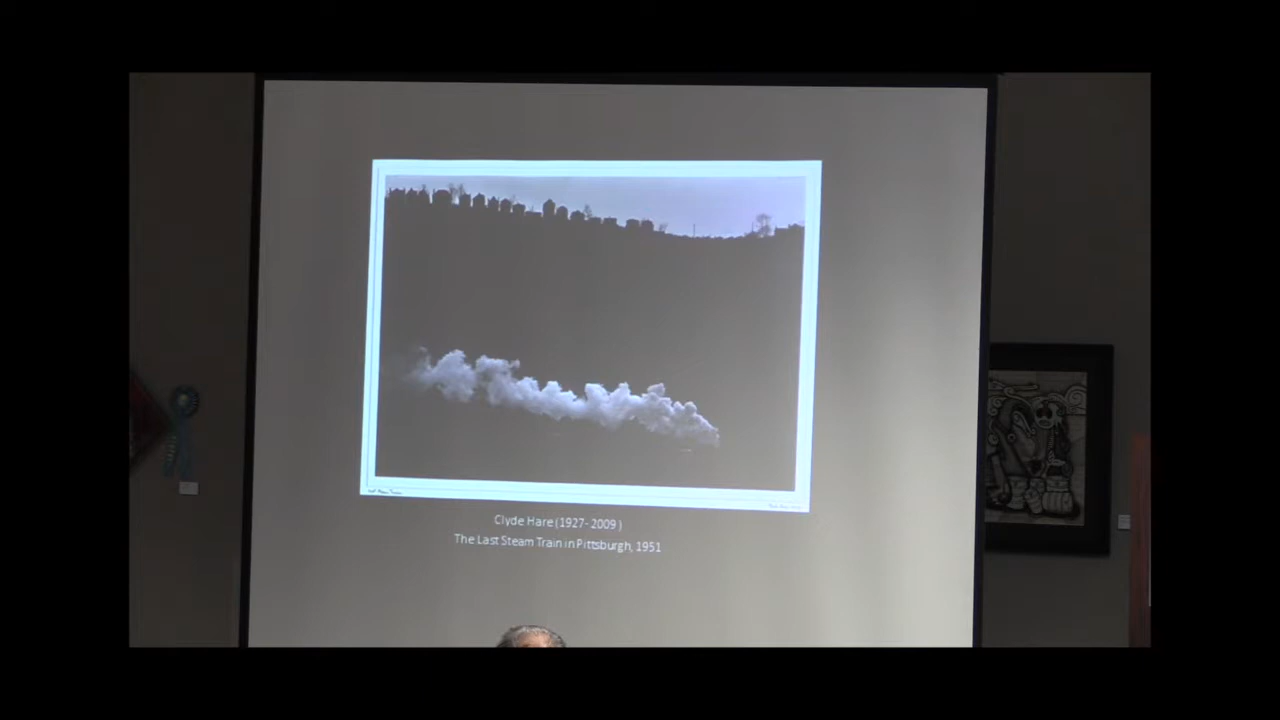 Clyde Hare (1927- 2009 )
The Last Steam Train in Pittsburgh, 1951